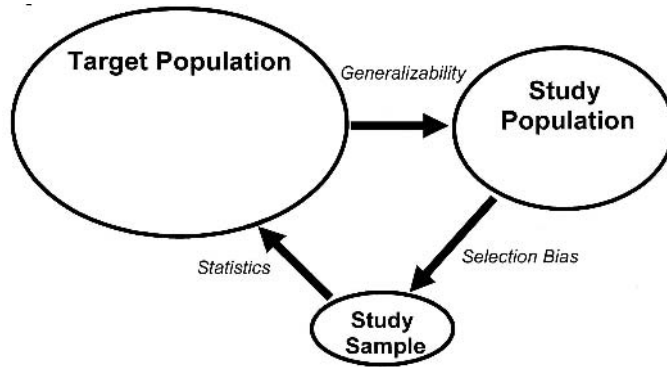 Target Population
Generalizability
Study
Population
Statistics
Selection Bias
Study
Sample